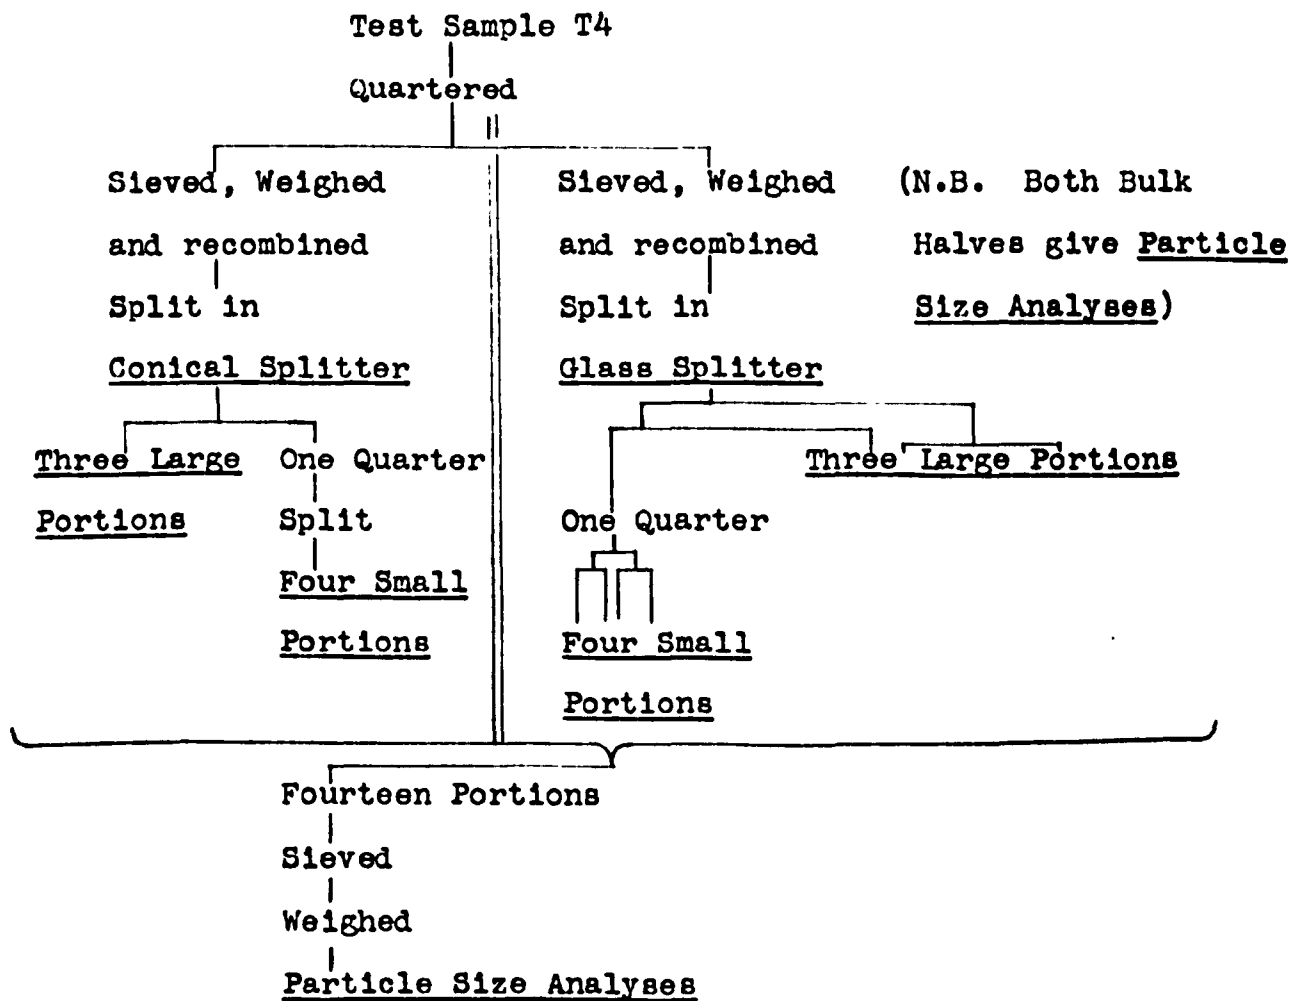 Test Sample T4
Quartered
Sieved, Weighed
and recombined
Split in
Conical Splitter
Three Large
Portions
One Quarter
Split
Four Small
Portions
Sieved, Weighed
and recombined
Split in
Glass Splitter
(N.B. Both Bulk
Halves give Particle
Size Analyses)
Three Large Portions
One Quarter
Four Small
Portions
Fourteen Portions
Sieved
Weighed
Particle Size Analyses